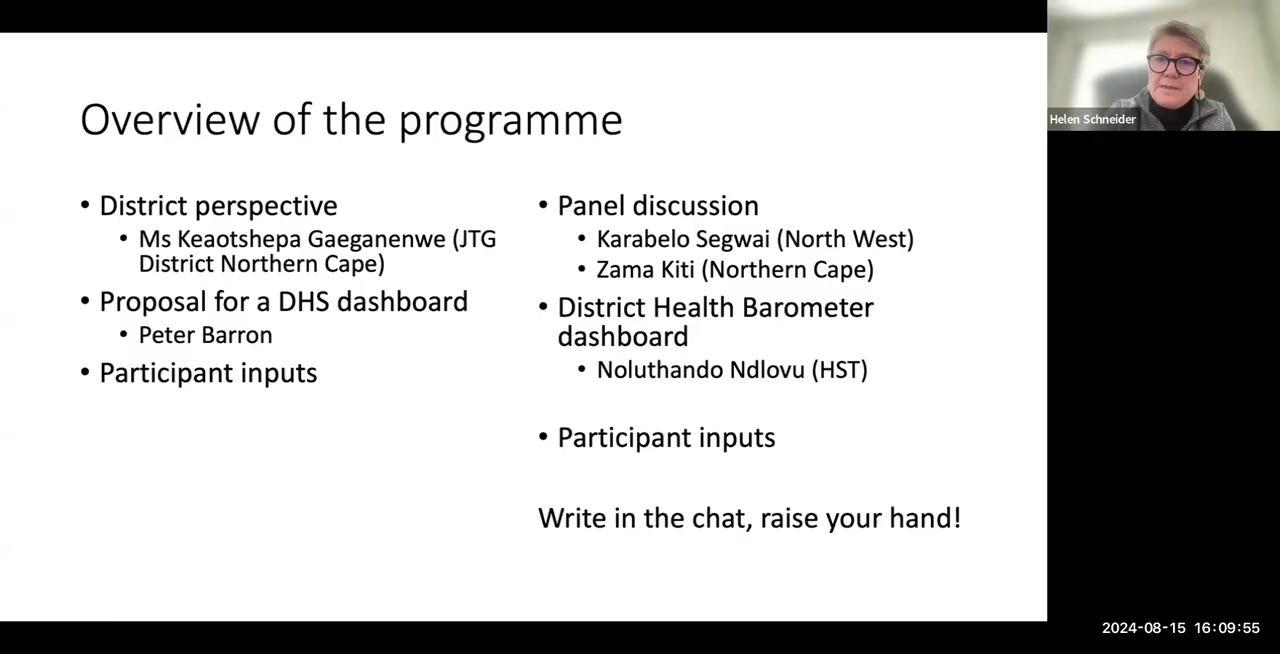 Overview of the programme
• District perspective
• Ms Keaotshepa Gaeganenwe (JTG
District Northern Cape)
• Proposal for a DHS dashboard
• Peter Barron
• Participant inputs
• Panel discussion
• Karabelo Segwai (North West)
• Zama Kiti (Northern Cape)
• District Health Barometer
dashboard
• Noluthando Ndlovu (HST)
• Participant inputs
Write in the chat, raise your hand!
Helen Schneider
2024-08-15 16:09:55